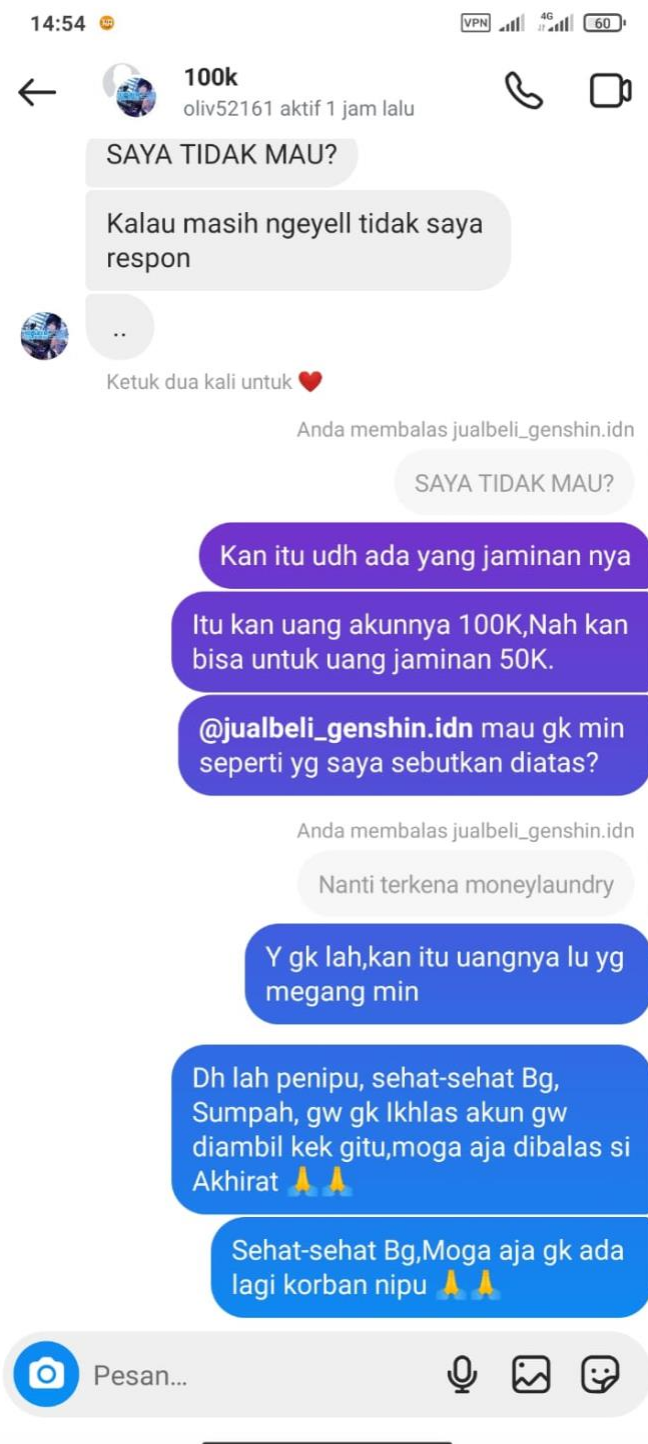 14:54
VPN 4G 60
100k
oliv52161 aktif 1 jam lalu
SAYA TIDAK MAU?
Kalau masih ngeyell tidak saya
respon
..
Ketuk dua kali untuk ❤️
Anda membalas jualbeli_genshin.idn
SAYA TIDAK MAU?
Kan itu udh ada yang jaminan nya
Itu kan uang akunnya 100K,Nah kan
bisa untuk uang jaminan 50K.
@jualbeli_genshin.idn mau gk min
seperti yg saya sebutkan diatas?
Anda membalas jualbeli_genshin.idn
Nanti terkena moneylaundry
Y gk lah,kan itu uangnya lu yg
megang min
Dh lah penipu, sehat-sehat Bg,
Sumpah, gw gk Ikhlas akun gw
diambil kek gitu,moga aja dibalas si
Akhirat 🙏🙏
Sehat-sehat Bg,Moga aja gk ada
lagi korban nipu 🙏🙏
Pesan...